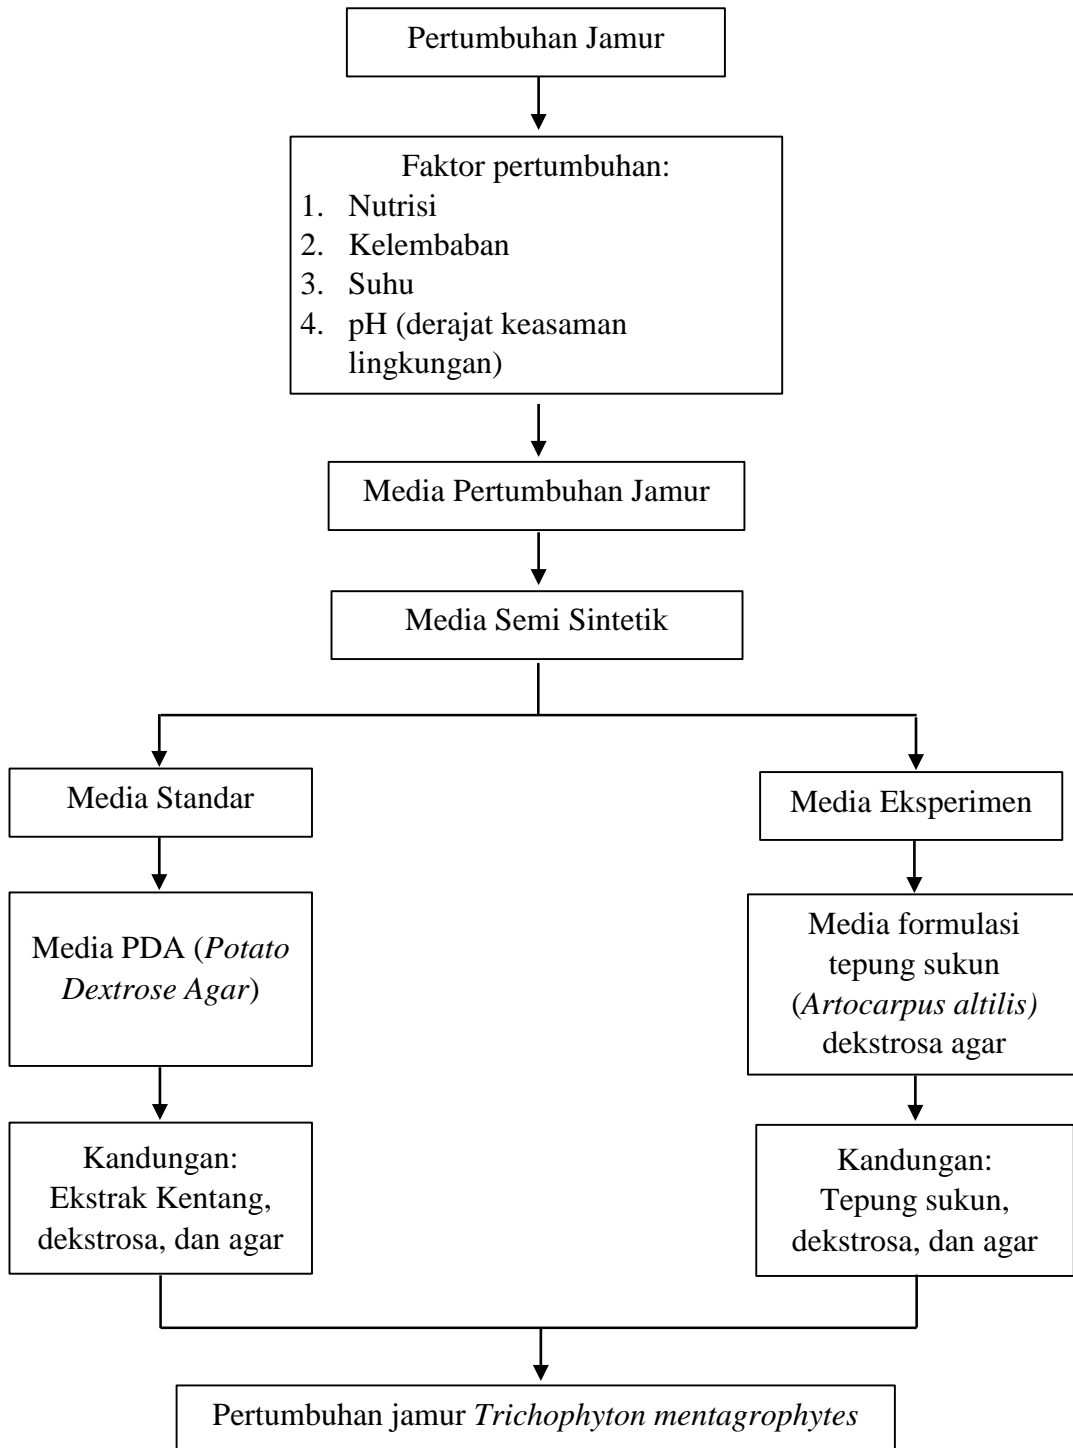 Pertumbuhan Jamur
Faktor pertumbuhan:
1. Nutrisi
2. Kelembaban
3. Suhu
4. pH (derajat keasaman
lingkungan)
Media Pertumbuhan Jamur
Media Semi Sintetik
Media Standar
Media Eksperimen
Media PDA (Potato
Dextrose Agar)
Media formulasi
tepung sukun
(Artocarpus altilis)
dekstrosa agar
Kandungan:
Ekstrak Kentang,
dekstrosa, dan agar
Kandungan:
Tepung sukun,
dekstrosa, dan agar
Pertumbuhan jamur Trichophyton mentagrophytes